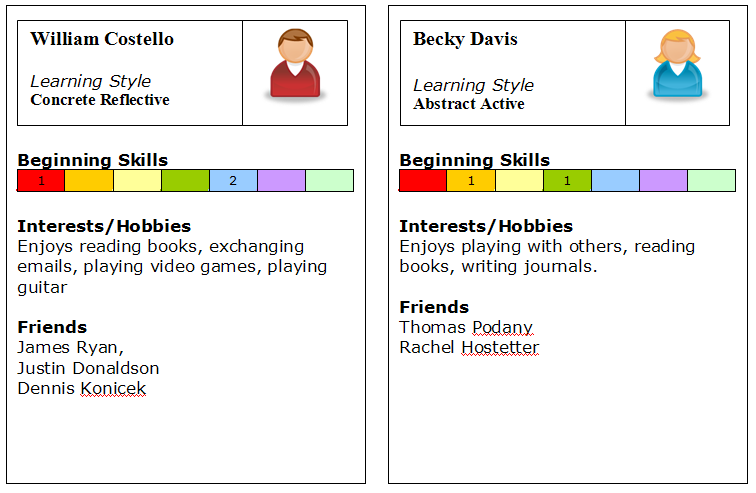 William Costello
Learning Style
Concrete Reflective
Beginning Skills
1 2
Interests/Hobbies
Enjoys reading books, exchanging
emails, playing video games, playing
guitar
Friends
James Ryan,
Justin Donaldson
Dennis Konicek
Becky Davis
Learning Style
Abstract Active
Beginning Skills
1 1
Interests/Hobbies
Enjoys playing with others, reading
books, writing journals.
Friends
Thomas Podany
Rachel Hostetter